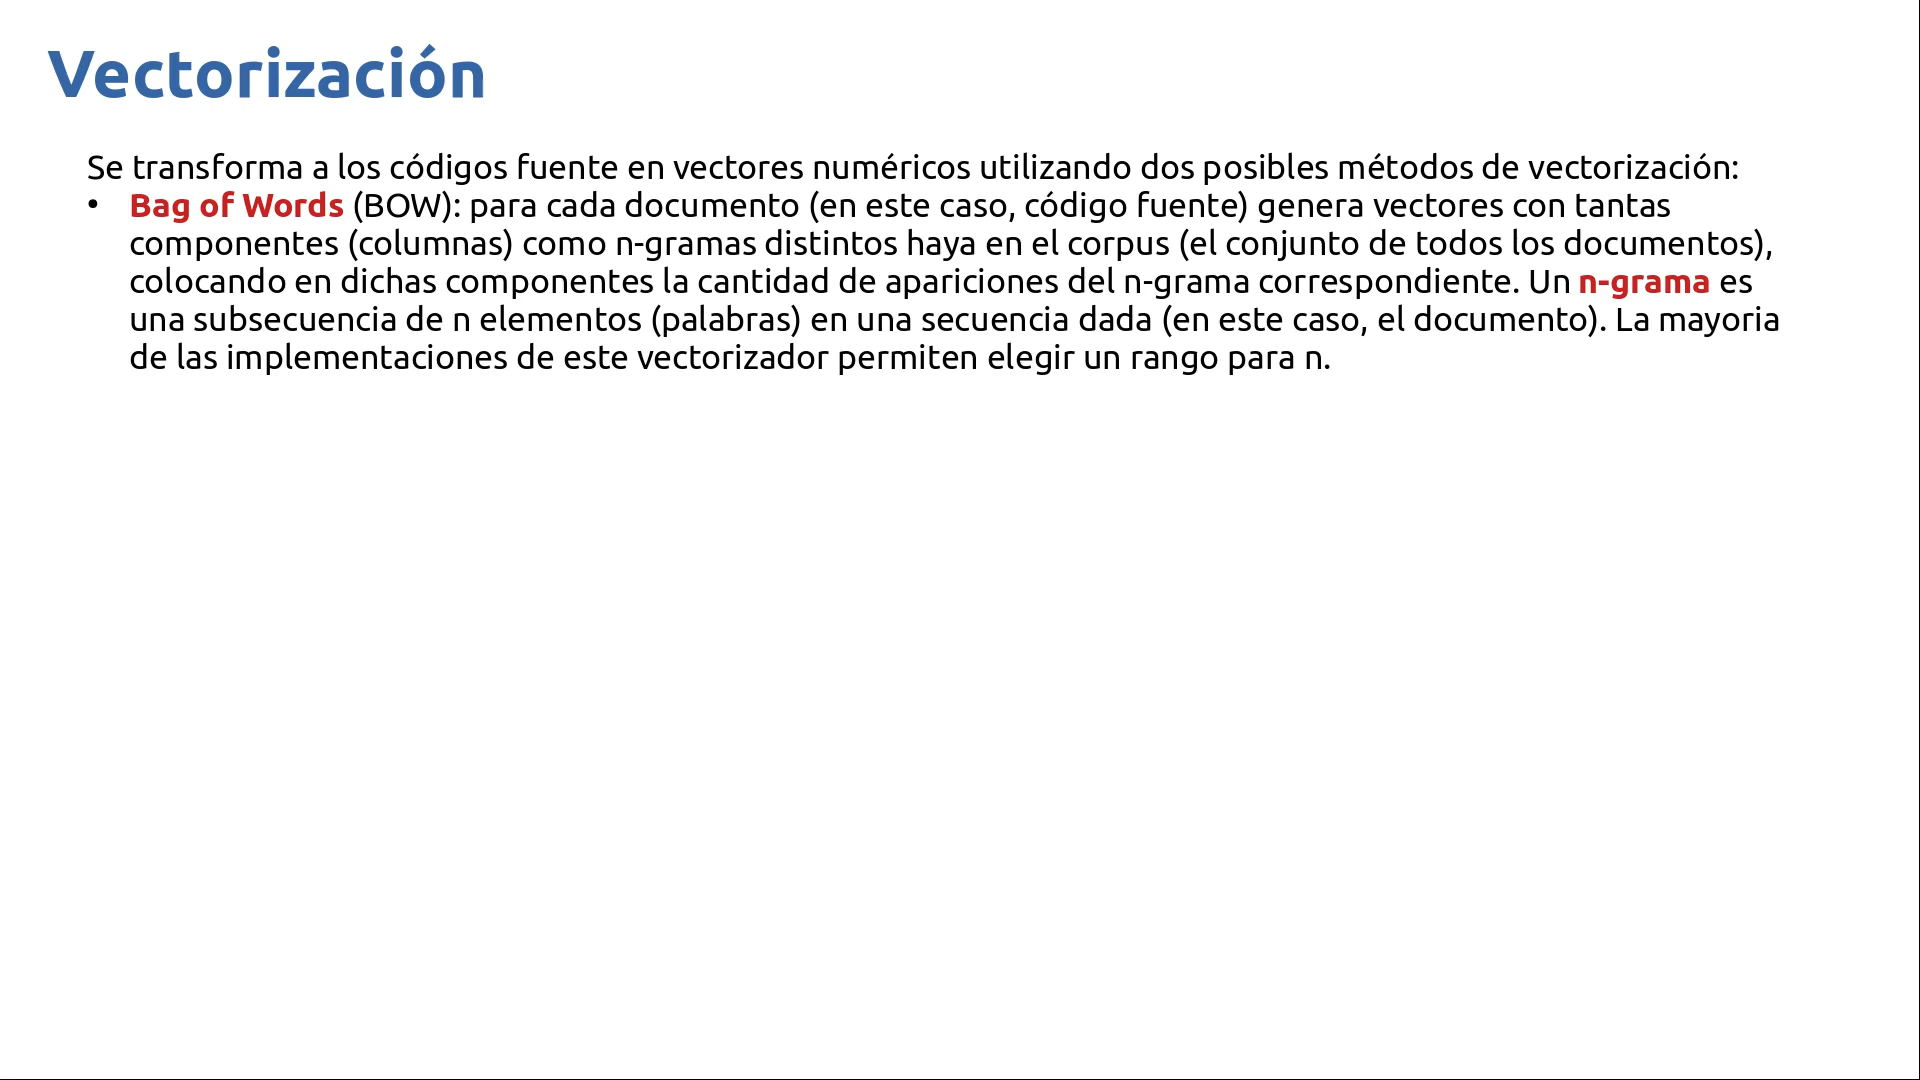 Vectorización
Se transforma a los códigos fuente en vectores numéricos utilizando dos posibles métodos de vectorización:
• Bag of Words (BOW): para cada documento (en este caso, código fuente) genera vectores con tantas
componentes (columnas) como n-gramas distintos haya en el corpus (el conjunto de todos los documentos),
colocando en dichas componentes la cantidad de apariciones del n-grama correspondiente. Un n-grama es
una subsecuencia de n elementos (palabras) en una secuencia dada (en este caso, el documento). La mayoria
de las implementaciones de este vectorizador permiten elegir un rango para n.